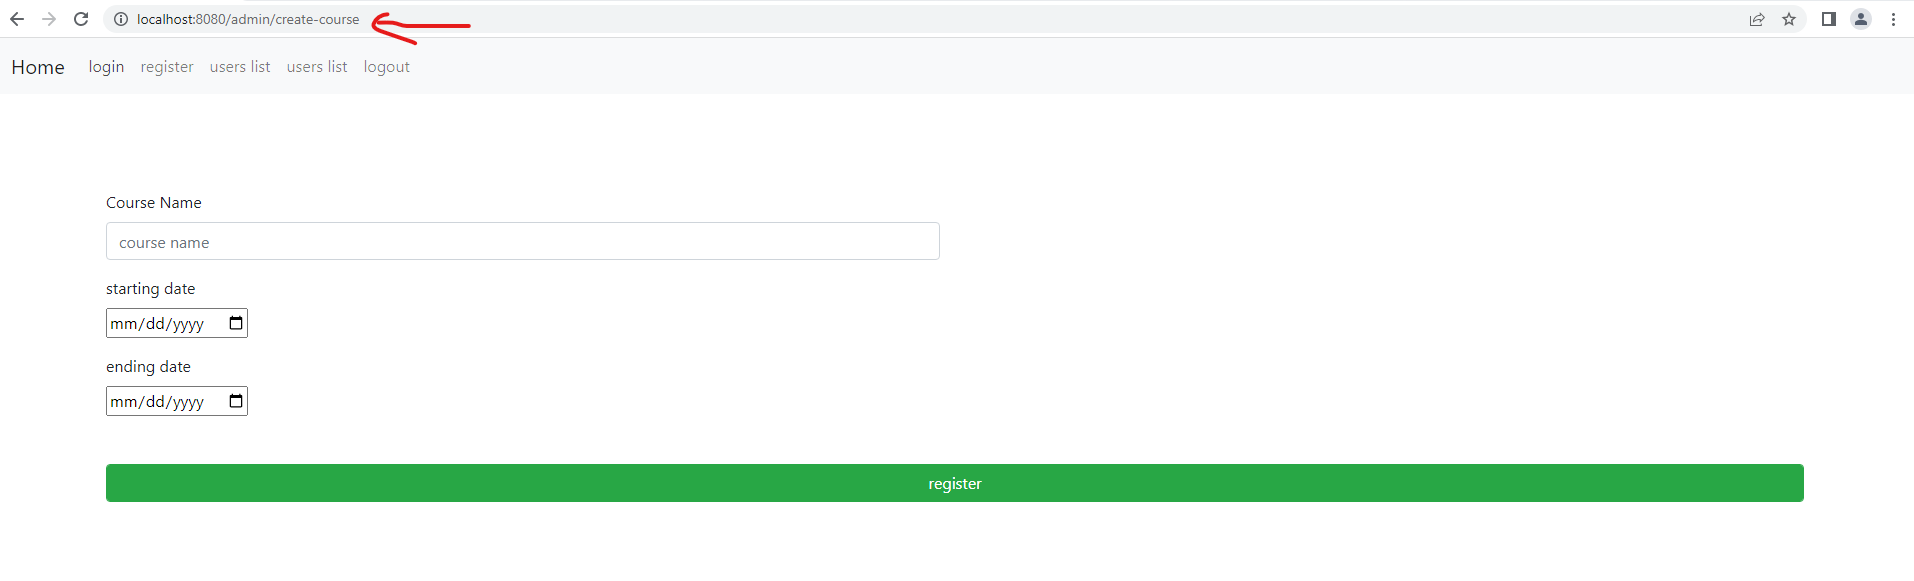 localhost:8080/admin/create-course
Home login register users list users list logout
Course Name
course name
starting date
mm/dd/yyyy
ending date
mm/dd/yyyy
register